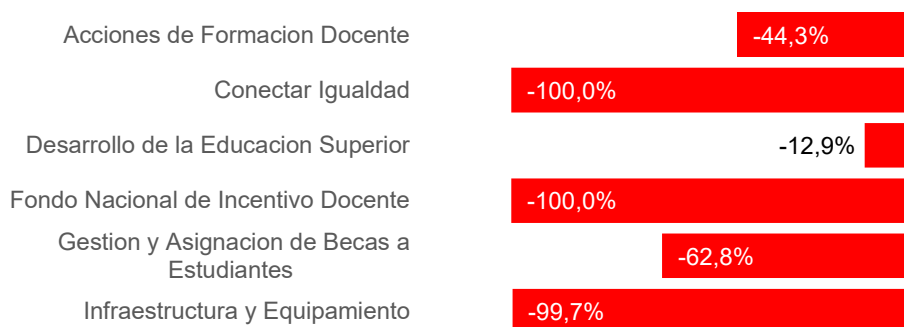 Acciones de Formacion Docente -44,3%
Conectar Igualdad -100,0%
Desarrollo de la Educacion Superior -12,9%
Fondo Nacional de Incentivo Docente -100,0%
Gestion y Asignacion de Becas a
Estudiantes -62,8%
Infraestructura y Equipamiento -99,7%